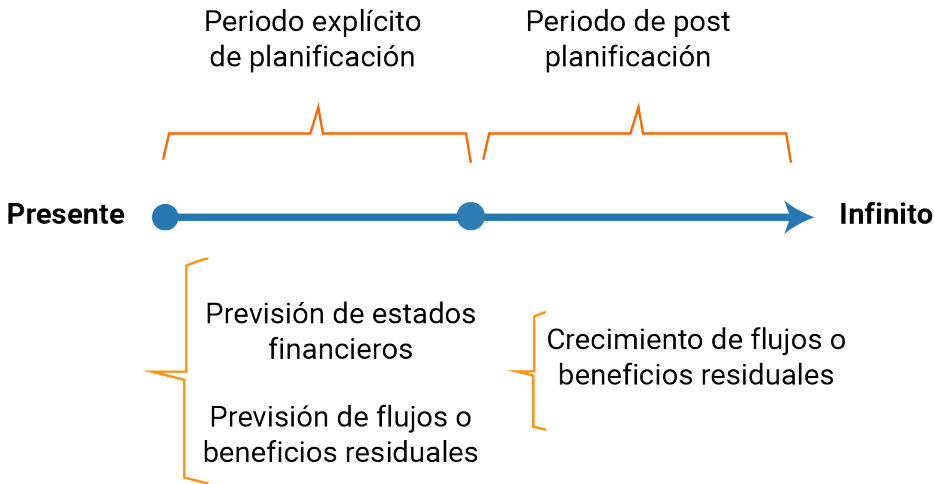 Periodo explícito
de planificación
Periodo de post
planificación
Presente
Infinito
Previsión de estados
financieros
Previsión de flujos o
beneficios residuales
Crecimiento de flujos o
beneficios residuales